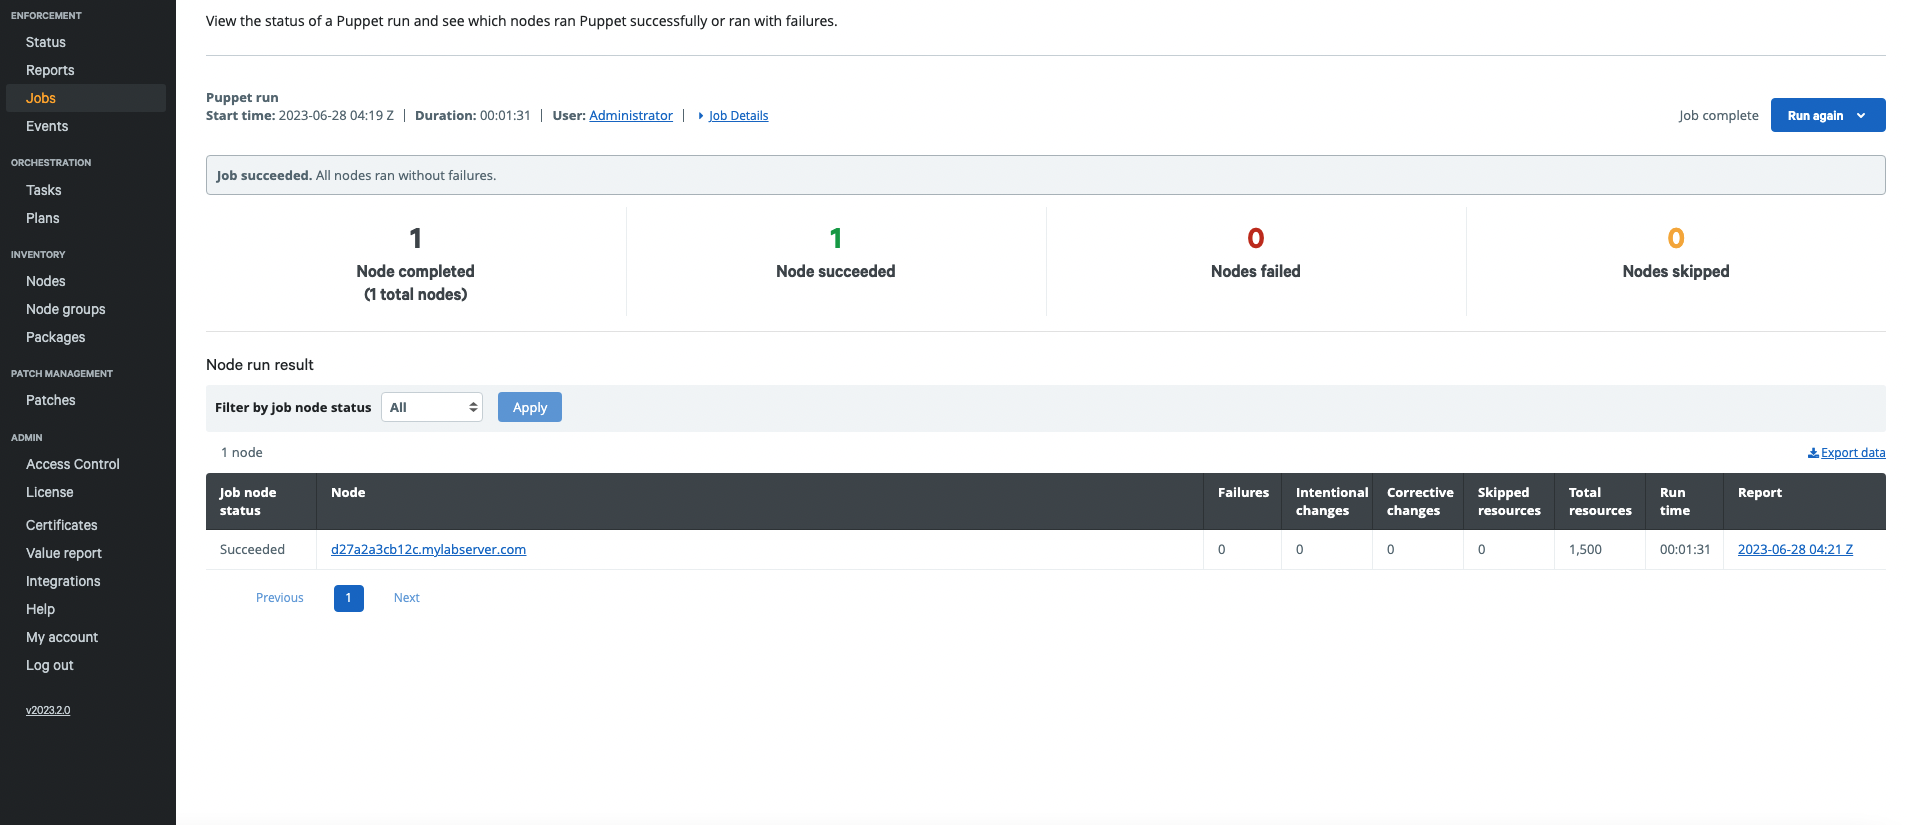 ENFORCEMENT
Status
Reports
Jobs
Events
ORCHESTRATION
Tasks
Plans
INVENTORY
Nodes
Node groups
Packages
PATCH MANAGEMENT
Patches
ADMIN
Access Control
License
Certificates
Value report
Integrations
Help
My account
Log out
v2023.2.0
View the status of a Puppet run and see which nodes ran Puppet successfully or ran with failures.
Puppet run
Start time: 2023-06-28 04:19 Z | Duration: 00:01:31 | User: Administrator | Job Details
Job complete
Run again
Job succeeded. All nodes ran without failures.
1
Node completed
(1 total nodes)
1
Node succeeded
0
Nodes failed
0
Nodes skipped
Node run result
Filter by job node status All Apply
1 node
Export data
Job node status Node Failures Intentional changes Corrective changes Skipped resources Total resources Run time Report
Succeeded d27a2a3cb12c.mylabserver.com 0 0 0 0 1,500 00:01:31 2023-06-28 04:21 Z
Previous 1 Next